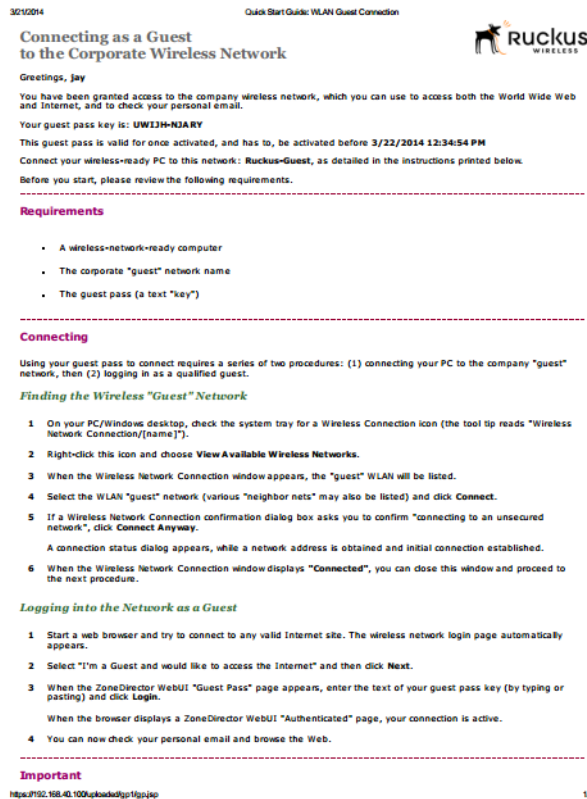 3/21/2014 Quick Start Guide: WLAN Guest Connection
Connecting as a Guest
to the Corporate Wireless Network
RUCKUS
WIRELESS
Greetings, jay
You have been granted access to the company wireless network, which you can use to access both the World Wide Web
and Internet, and to check your personal email.
Your guest pass key is: UWIJH-NJARY
This guest pass is valid for once activated, and has to, be activated before 3/22/2014 12:34:54 PM
Connect your wireless-ready PC to this network: Ruckus-Guest, as detailed in the instructions printed below.
Before you start, please review the following requirements.
Requirements
• A wireless-network-ready computer
• The corporate "guest" network name
• The guest pass (a text "key")
Connecting
Using your guest pass to connect requires a series of two procedures: (1) connecting your PC to the company "guest"
network, then (2) logging in as a qualified guest.
Finding the Wireless "Guest" Network
1 On your PC/Windows desktop, check the system tray for a Wireless Connection icon (the tool tip reads "Wireless
Network Connection/[name]").
2 Right-click this icon and choose View Available Wireless Networks.
3 When the Wireless Network Connection window appears, the "guest" WLAN will be listed.
4 Select the WLAN "guest" network (various "neighbor nets" may also be listed) and click Connect.
5 If a Wireless Network Connection confirmation dialog box asks you to confirm "connecting to an unsecured
network", click Connect Anyway.
A connection status dialog appears, while a network address is obtained and initial connection established.
6 When the Wireless Network Connection window displays "Connected", you can close this window and proceed to
the next procedure.
Logging into the Network as a Guest
1 Start a web browser and try to connect to any valid Internet site. The wireless network login page automatically
appears.
2 Select "I'm a Guest and would like to access the Internet" and then click Next.
3 When the ZoneDirector WebUI "Guest Pass" page appears, enter the text of your guest pass key (by typing or
pasting) and click Login.
When the browser displays a ZoneDirector WebUI "Authenticated" page, your connection is active.
4 You can now check your personal email and browse the Web.
Important
https://192.168.40.100/uploaded/gp1/gp.jsp 1